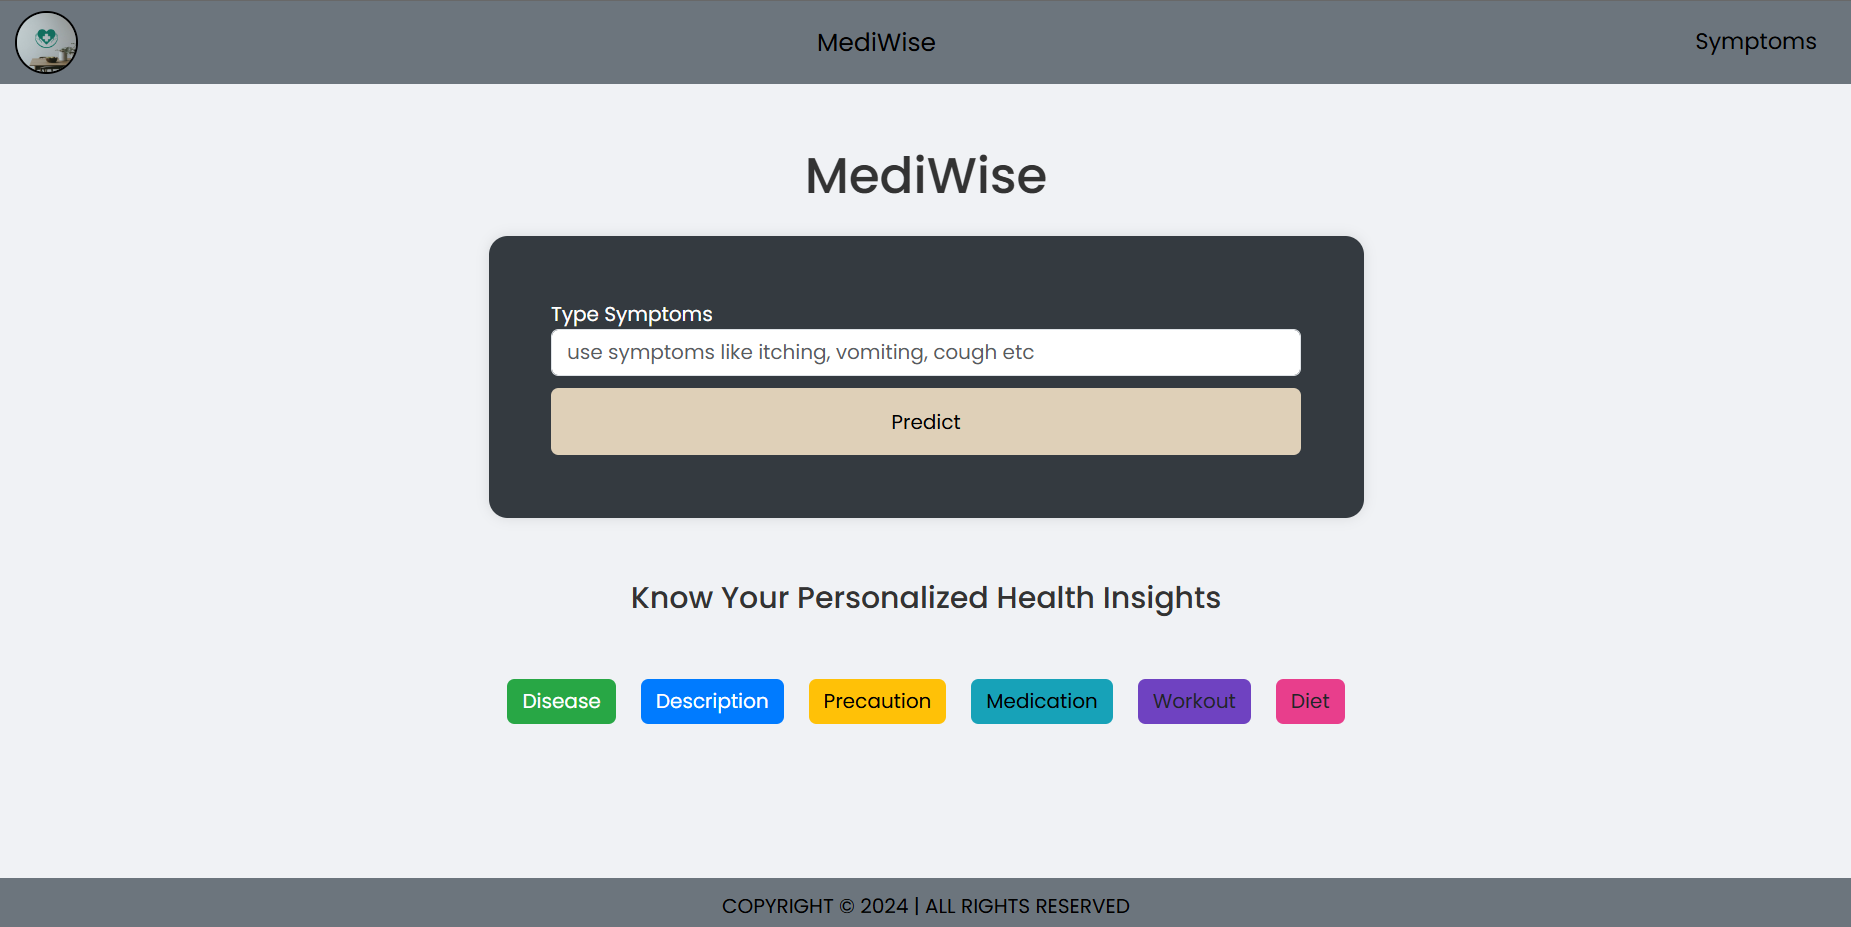 MediWise
Symptoms
MediWise
Type Symptoms
use symptoms like itching, vomiting, cough etc
Predict
Know Your Personalized Health Insights
Disease
Description
Precaution
Medication
Workout
Diet
COPYRIGHT © 2024 | ALL RIGHTS RESERVED